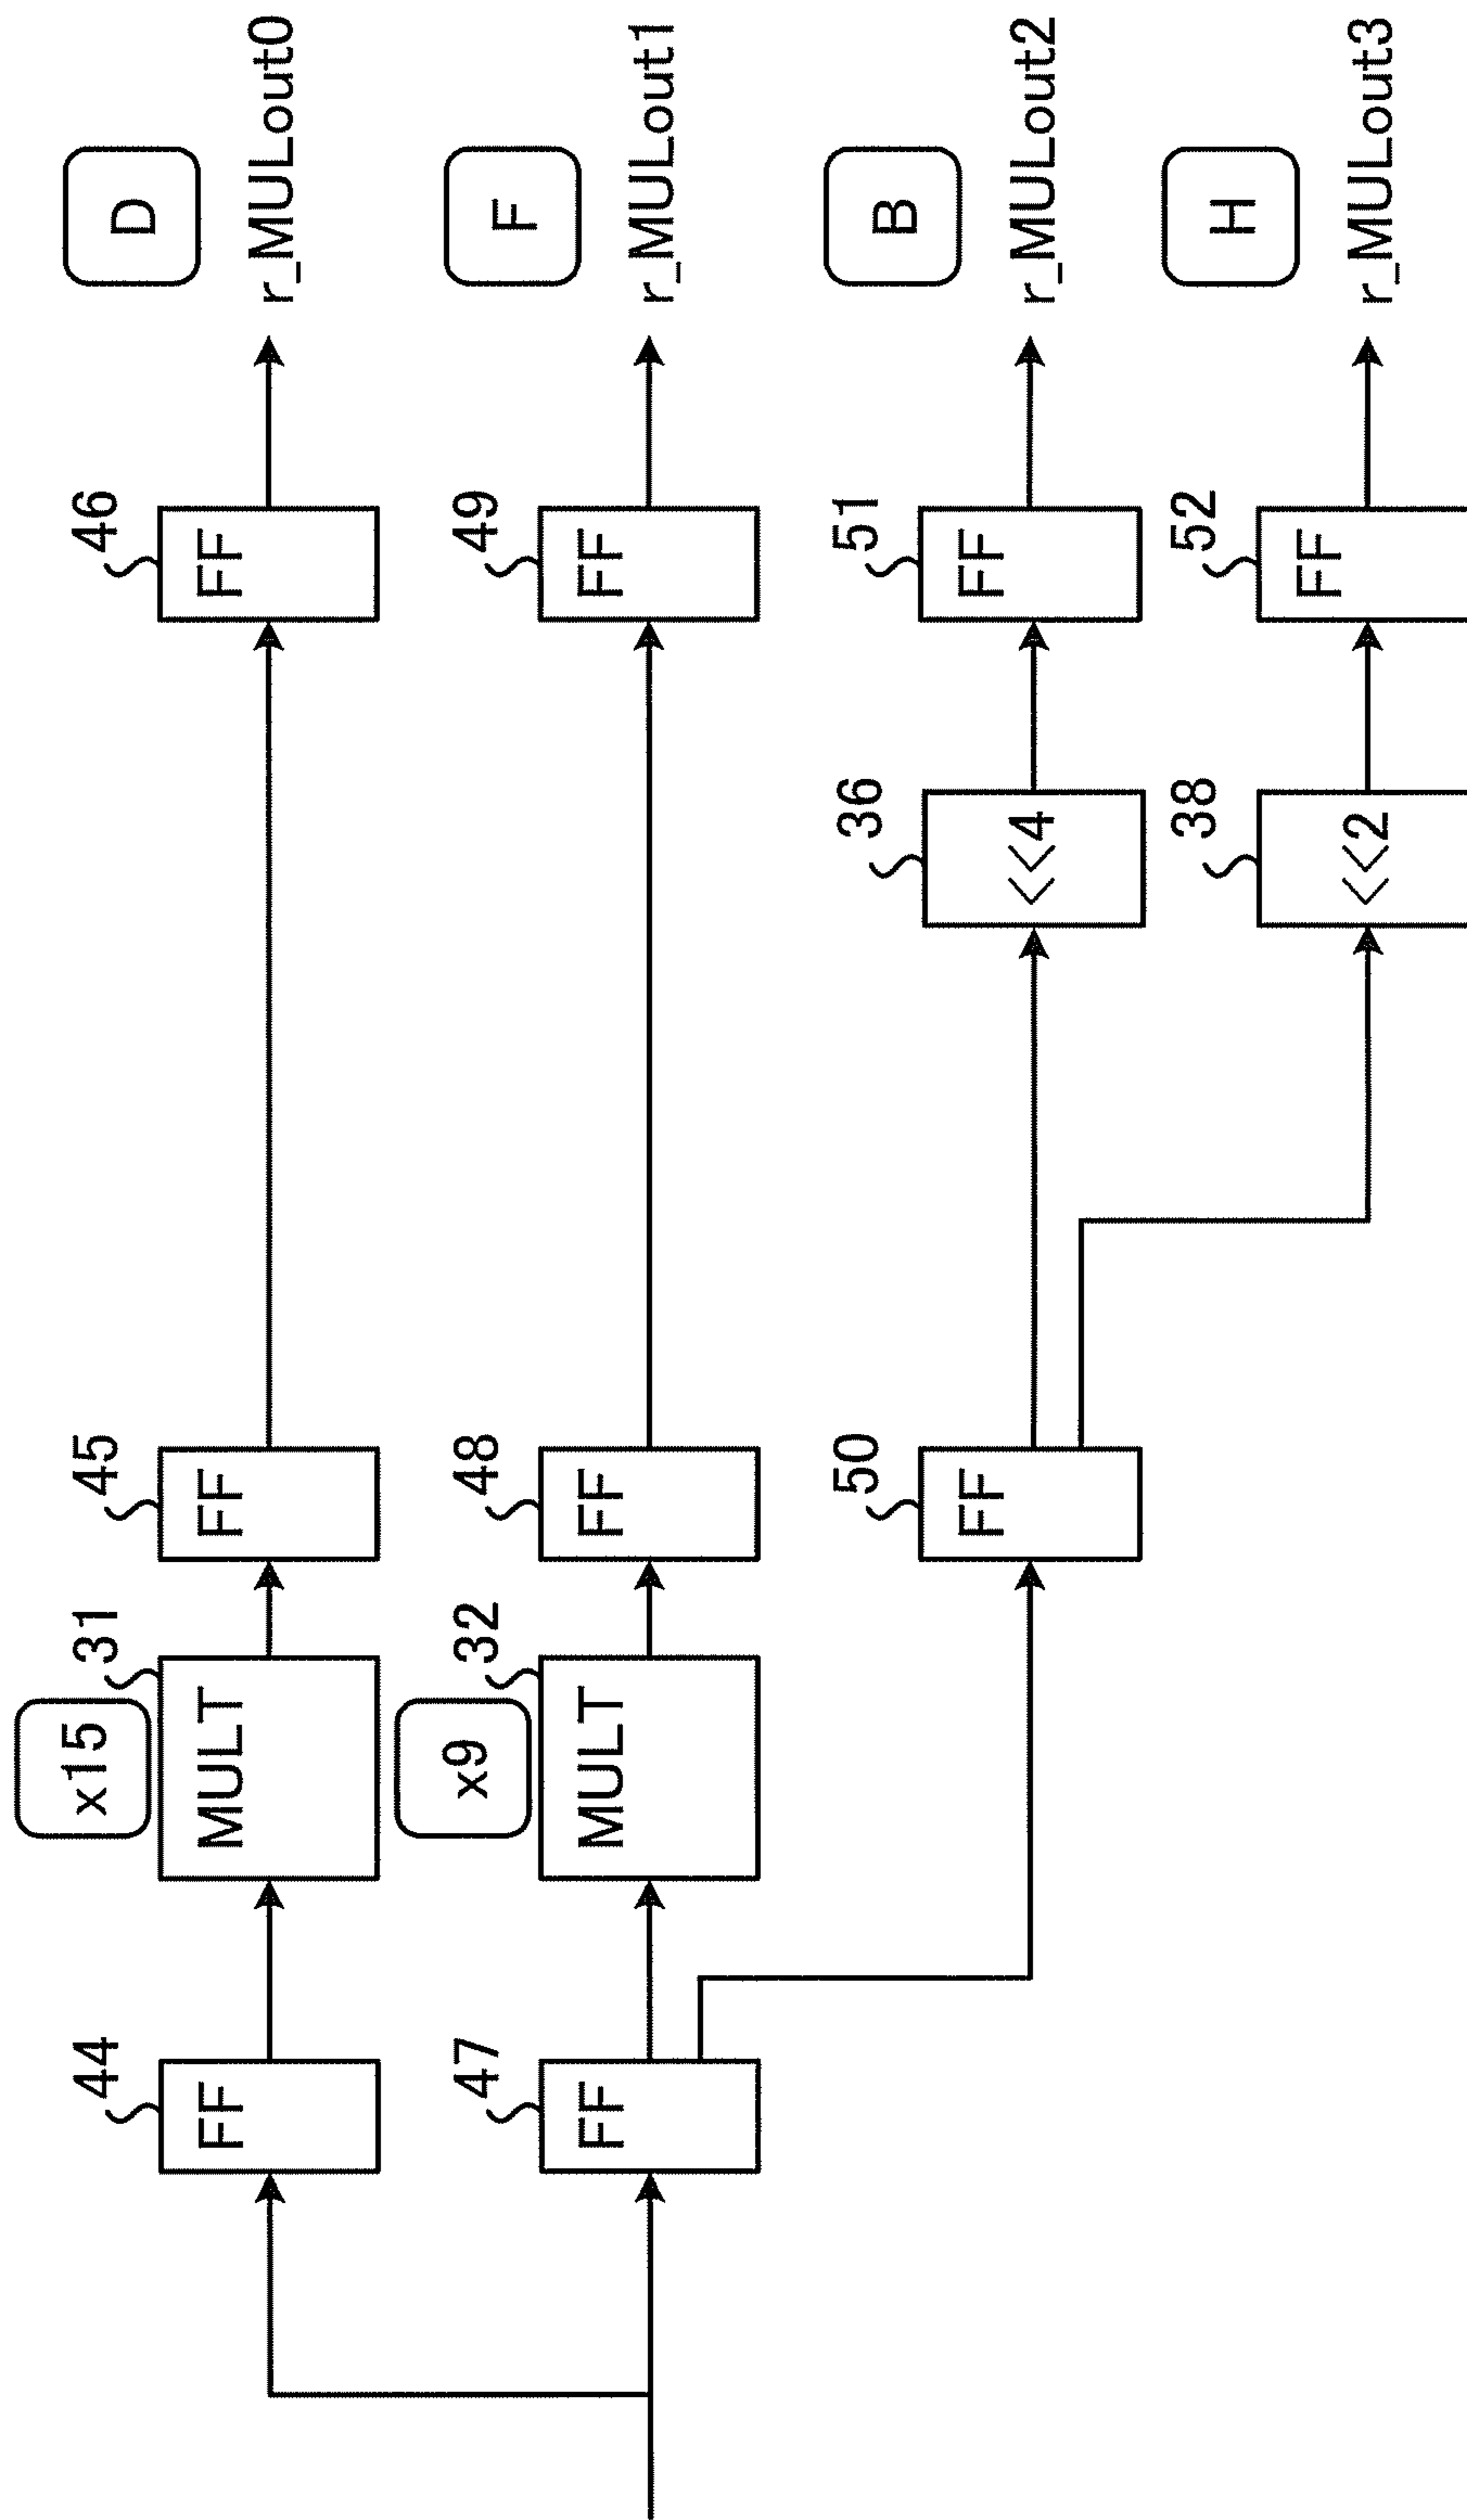 44
FF
x15
31
MULT
45
FF
46
FF
D
r_MULout0
47
FF
x9
32
MULT
48
FF
49
FF
F
r_MULout1
50
FF
36
<<4
51
FF
B
r_MULout2
38
<<2
52
FF
H
r_MULout3